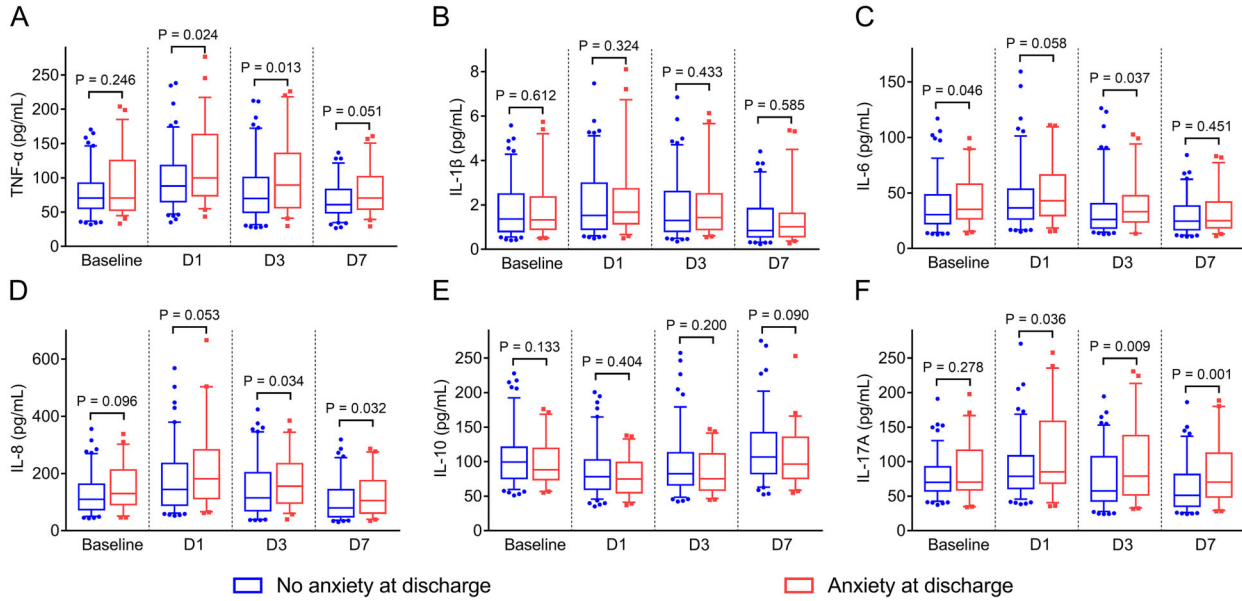 A
TNF-α (pg/mL)
250
200
150
100
50
0
P = 0.246
P = 0.024
P = 0.013
P = 0.051
Baseline
D1
D3
D7
B
IL-1β (pg/mL)
8
6
4
2
0
P = 0.612
P = 0.324
P = 0.433
P = 0.585
Baseline
D1
D3
D7
C
IL-6 (pg/mL)
150
100
50
0
P = 0.046
P = 0.058
P = 0.037
P = 0.451
Baseline
D1
D3
D7
D
IL-8 (pg/mL)
600
400
200
0
P = 0.096
P = 0.053
P = 0.034
P = 0.032
Baseline
D1
D3
D7
E
IL-10 (pg/mL)
250
200
150
100
50
0
P = 0.133
P = 0.404
P = 0.200
P = 0.090
Baseline
D1
D3
D7
F
IL-17A (pg/mL)
250
200
150
100
50
0
P = 0.278
P = 0.036
P = 0.009
P = 0.001
Baseline
D1
D3
D7
No anxiety at discharge
Anxiety at discharge